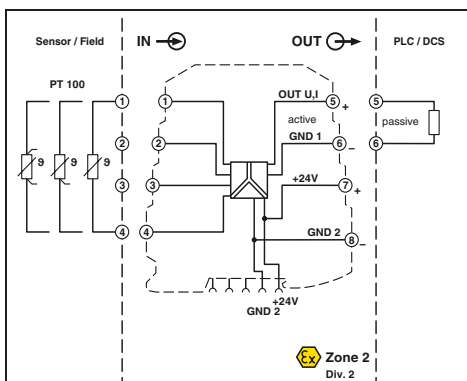 Sensor / Field
IN
OUT
PLC / DCS
PT 100
1
2
3
4
ϑ
ϑ
ϑ
1
2
3
4
OUT U,I
active
GND 1
+24V
GND 2
5
+
6
–
7
+
8
–
5
6
passive
+24V
GND 2
Ex
Zone 2
Div. 2